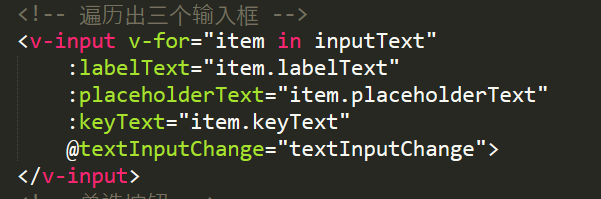 <!-- 遍历出三个输入框 -->
<v-input v-for="item in inputText"
    :labelText="item.labelText"
    :placeholderText="item.placeholderText"
    :keyText="item.keyText"
    @textInputChange="textInputChange">
</v-input>